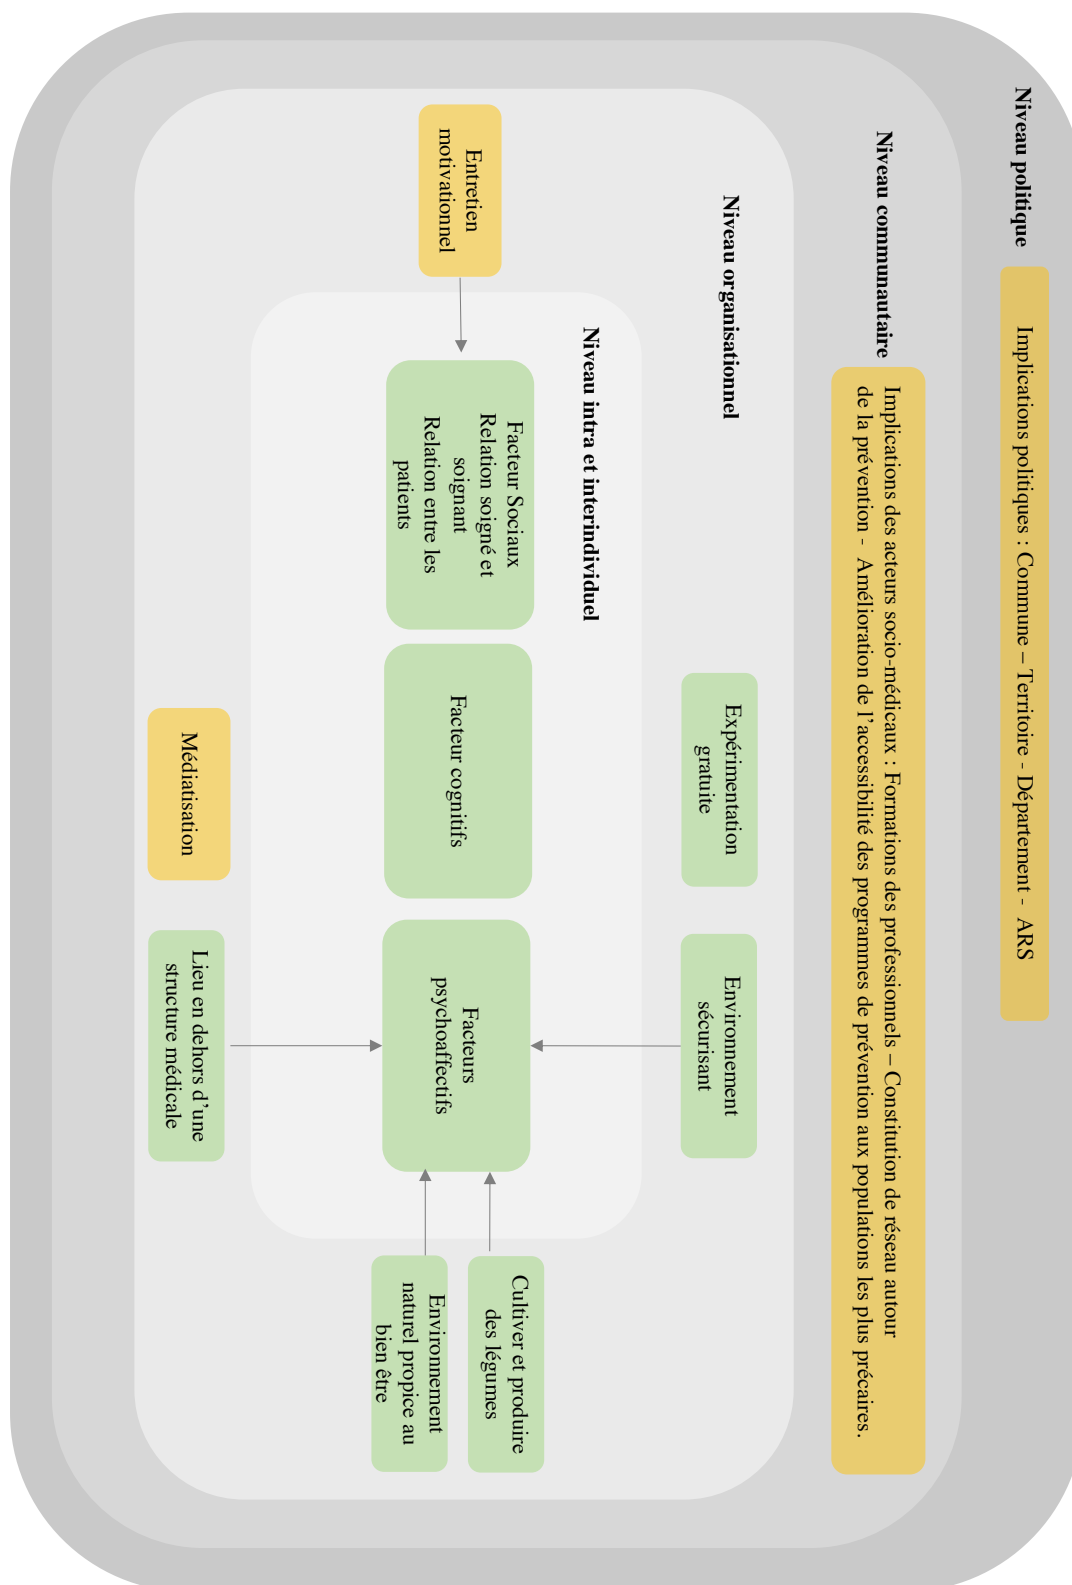 Niveau politique
Implications politiques : Commune – Territoire - Département - ARS
Niveau communautaire
Implications des acteurs socio-médicaux : Formations des professionnels – Constitution de réseau autour
de la prévention - Amélioration de l’accessibilité des programmes de prévention aux populations les plus précaires.
Niveau organisationnel
Expérimentation
gratuite
Environnement
sécurisant
Niveau intra et interindividuel
Entretien
motivationnel
Facteur Sociaux
Relation soigné et
soignant
Relation entre les
patients
Facteur cognitifs
Facteurs
psychoaffectifs
Cultiver et produire
des légumes
Environnement
naturel propice au
bien être
Médiatisation
Lieu en dehors d’une
structure médicale